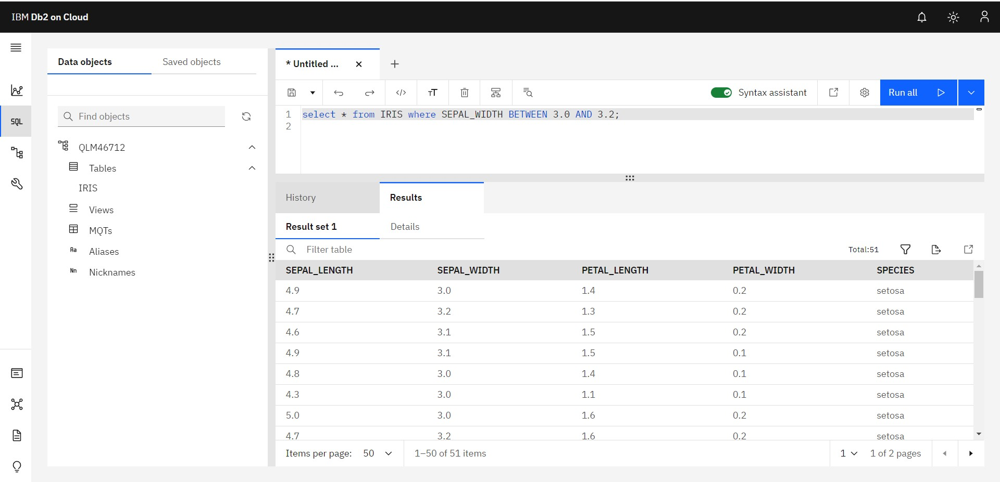 IBM Db2 on Cloud
SQL
Data objects
Saved objects
Find objects
QLM46712
Tables
IRIS
Views
MQTs
Aa Aliases
Nn Nicknames
* Untitled ...
Syntax assistant
Run all
1 select * from IRIS where SEPAL_WIDTH BETWEEN 3.0 AND 3.2;
2
History
Results
Result set 1
Details
Filter table
Total:51
SEPAL_LENGTH SEPAL_WIDTH PETAL_LENGTH PETAL_WIDTH SPECIES
4.9 3.0 1.4 0.2 setosa
4.7 3.2 1.3 0.2 setosa
4.6 3.1 1.5 0.2 setosa
4.9 3.1 1.5 0.1 setosa
4.8 3.0 1.4 0.1 setosa
4.3 3.0 1.1 0.1 setosa
5.0 3.0 1.6 0.2 setosa
4.7 3.2 1.6 0.2 setosa
Items per page: 50
1–50 of 51 items
1
1 of 2 pages